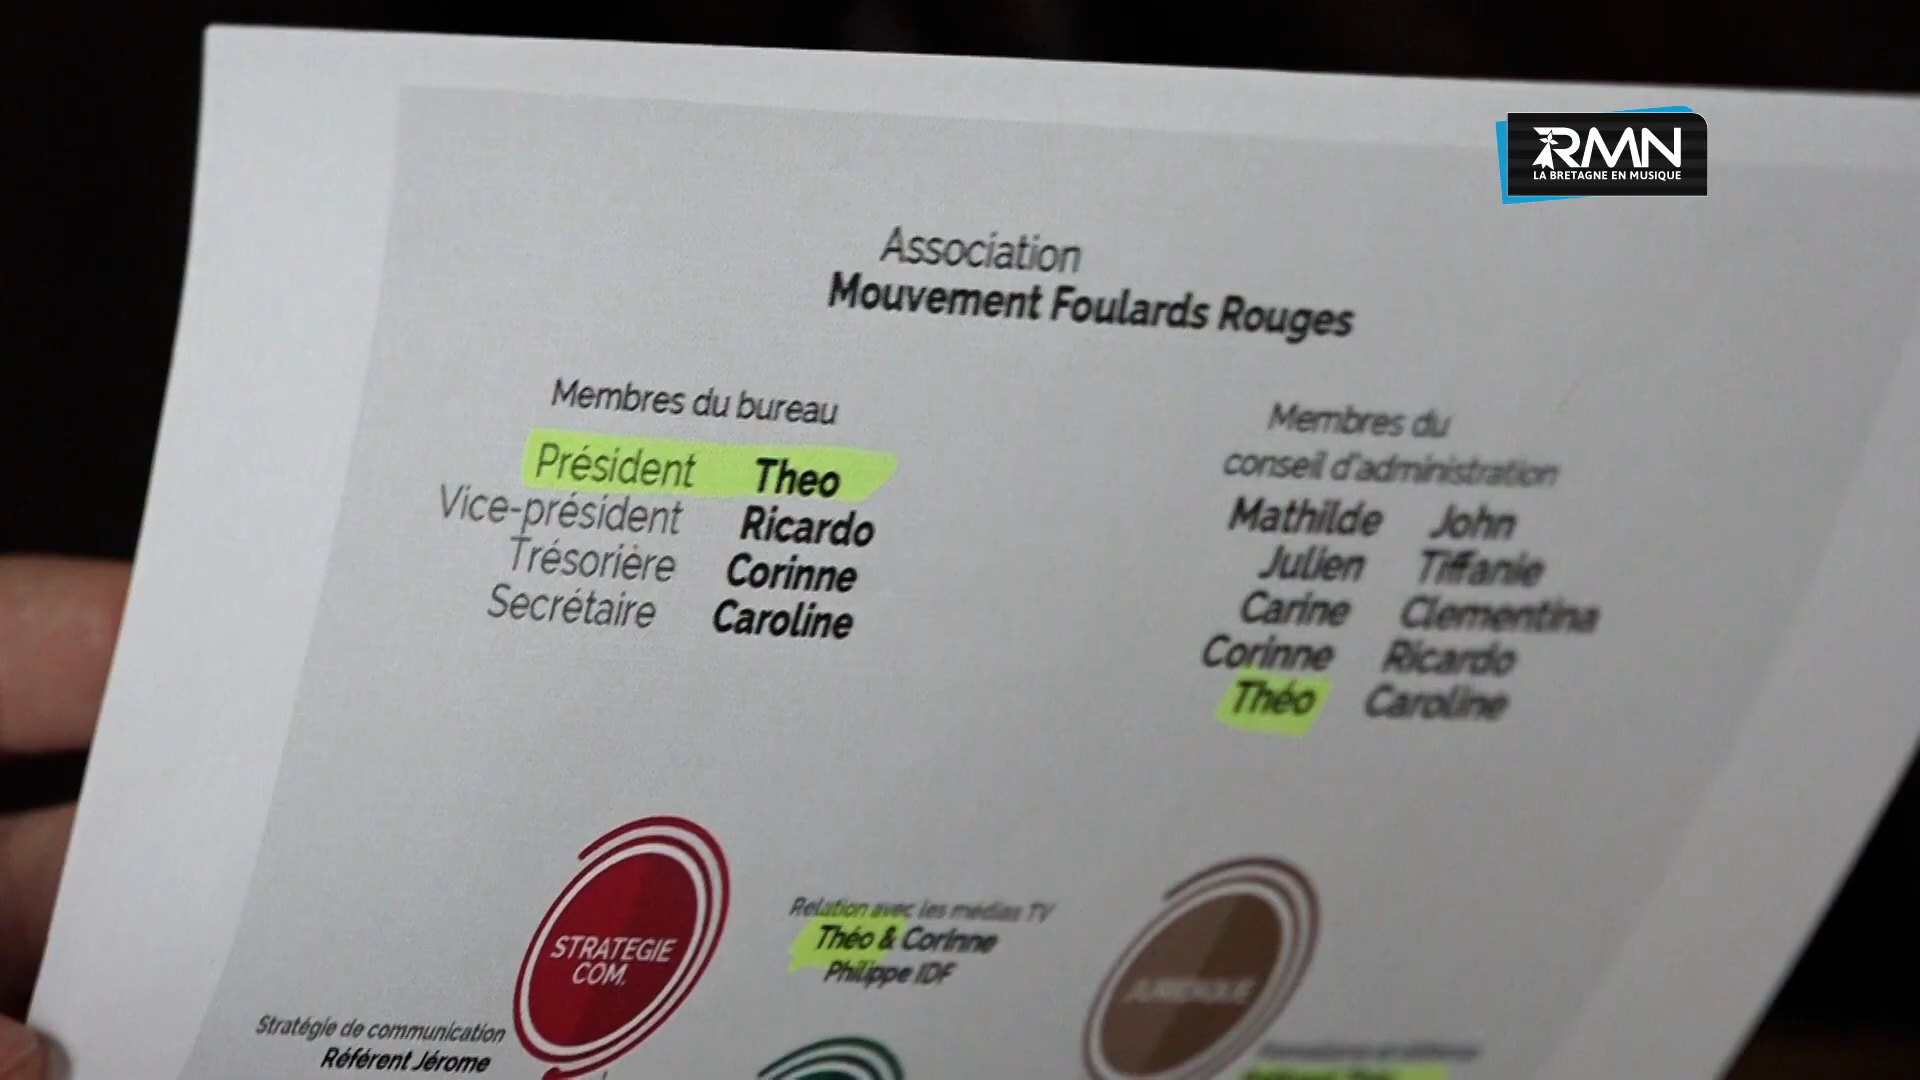 RMN
LA BRETAGNE EN MUSIQUE
Association
Mouvement Foulards Rouges
Membres du bureau
Président Theo
Vice-président Ricardo
Trésorière Corinne
Secrétaire Caroline
Membres du
conseil d'administration
Mathilde John
Julien Tiffanie
Carine Clementina
Corinne Ricardo
Théo Caroline
STRATEGIE
COM.
Relation avec les médias TV
Théo & Corinne
Philippe IDF
JURIDIQUE
Stratégie de communication
Référent Jérome